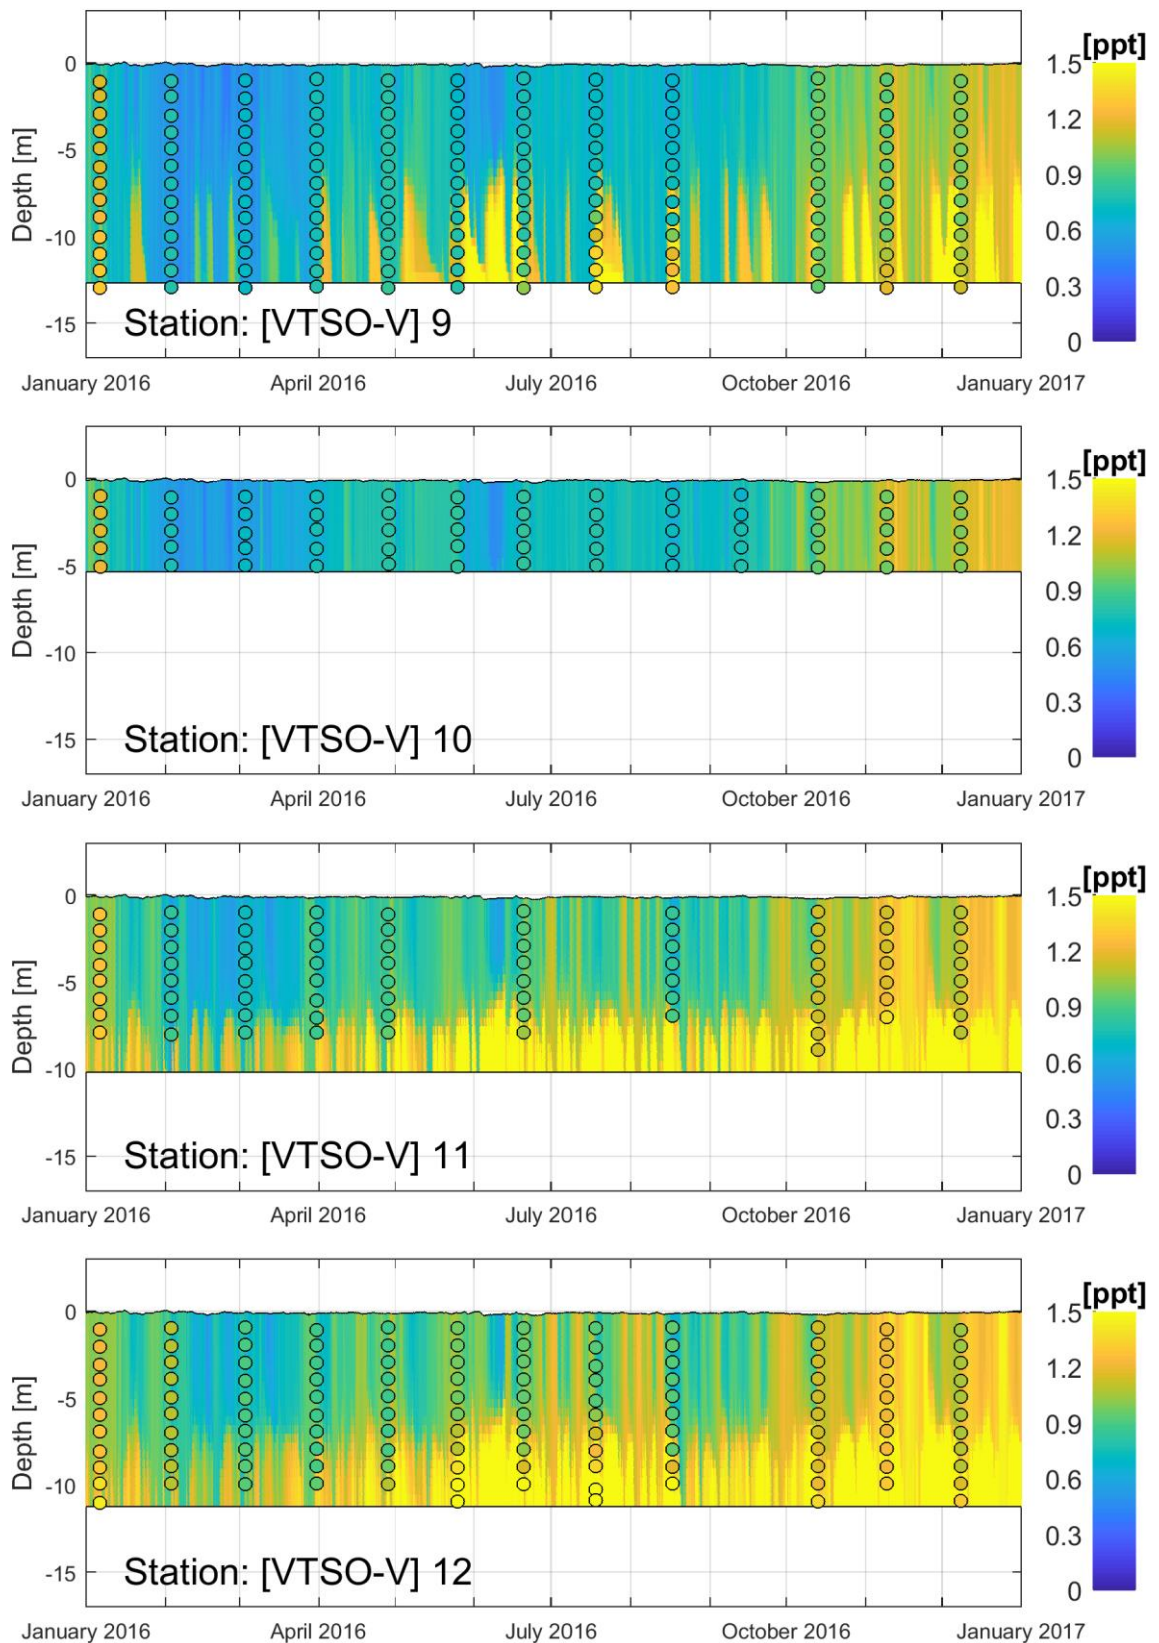 [ppt]
0
1.5
1.2
-5
0.9
Depth [m]
-10
0.6
0.3
-15
Station: [VTSO-V] 9
0
January 2016 April 2016 July 2016 October 2016 January 2017
[ppt]
0
1.5
1.2
-5
0.9
Depth [m]
-10
0.6
0.3
-15
Station: [VTSO-V] 10
0
January 2016 April 2016 July 2016 October 2016 January 2017
[ppt]
0
1.5
1.2
-5
0.9
Depth [m]
-10
0.6
0.3
-15
Station: [VTSO-V] 11
0
January 2016 April 2016 July 2016 October 2016 January 2017
[ppt]
0
1.5
1.2
-5
0.9
Depth [m]
-10
0.6
0.3
-15
Station: [VTSO-V] 12
0
January 2016 April 2016 July 2016 October 2016 January 2017